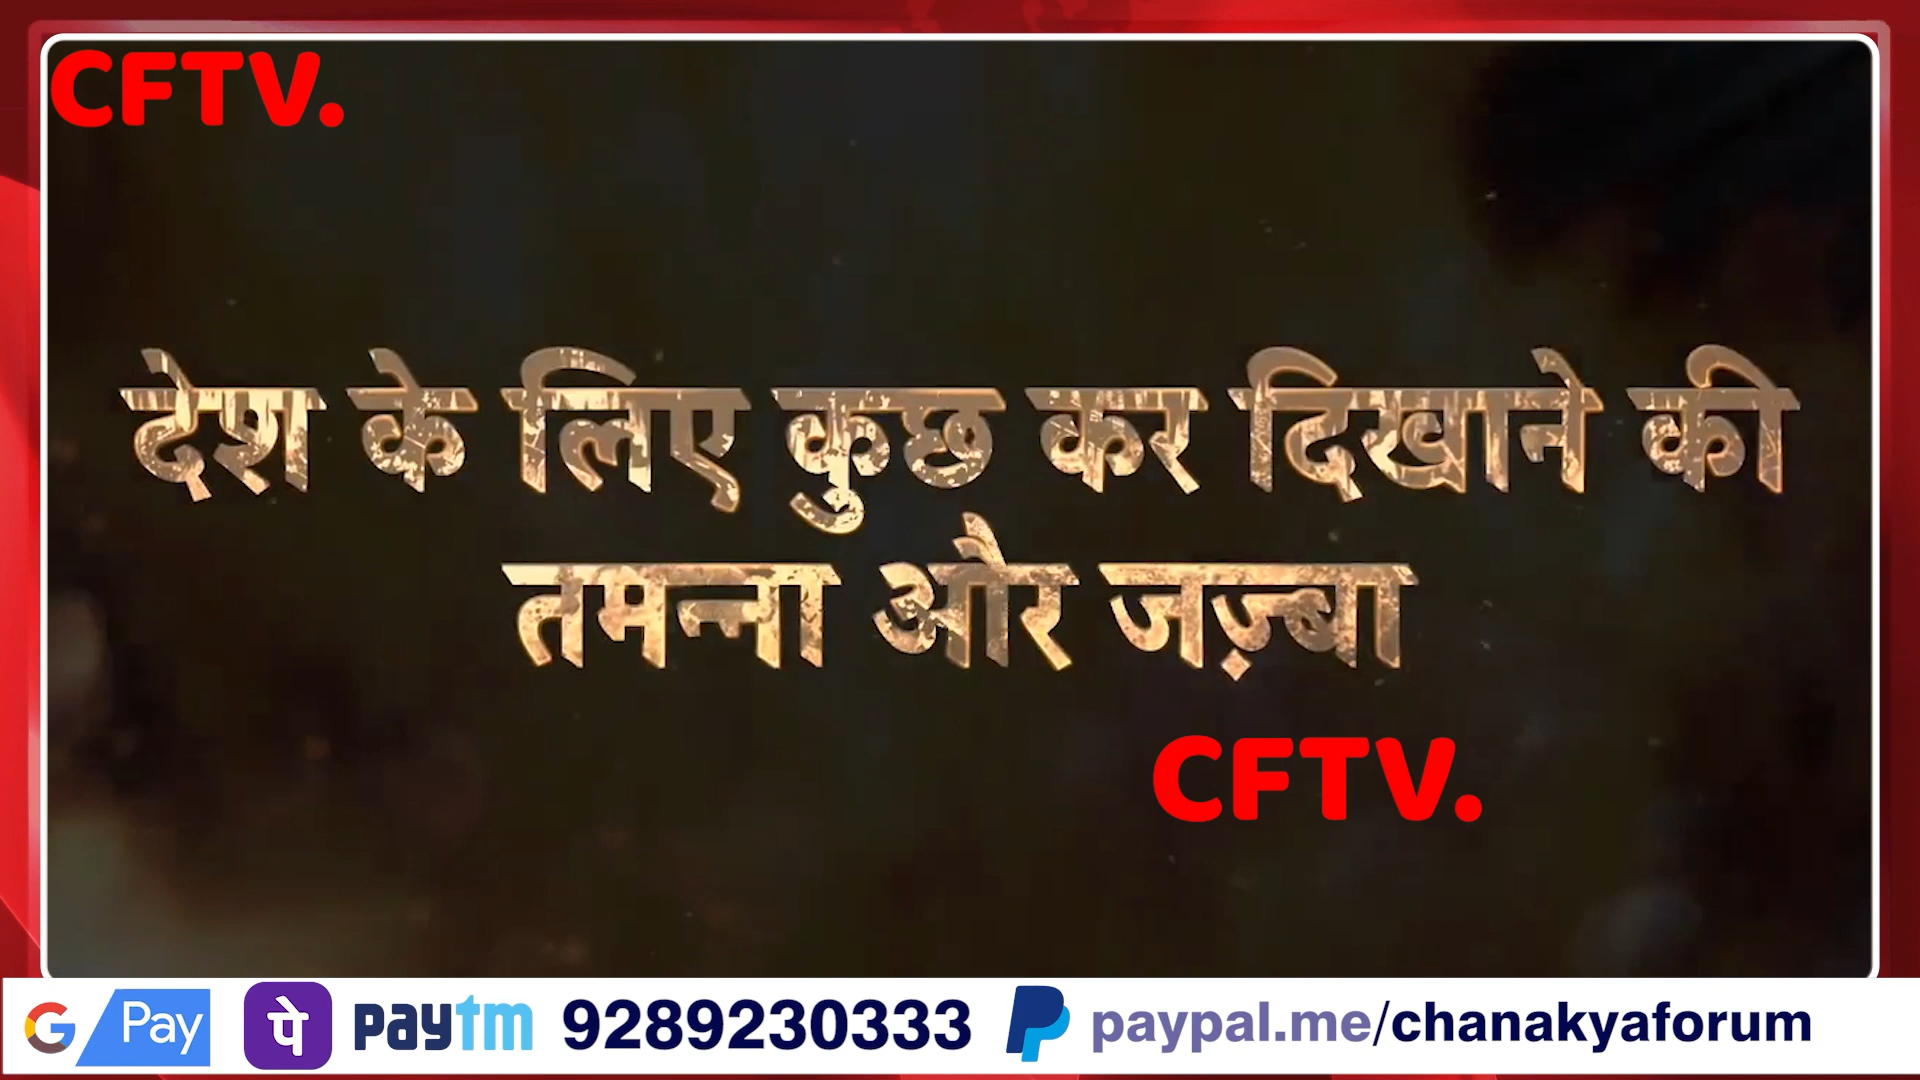 CFTV.
देश के लिए कुछ कर दिखाने की
तमन्ना और जज़्बा
CFTV.
G Pay पे paytm 9289230333 paypal.me/chanakyaforum